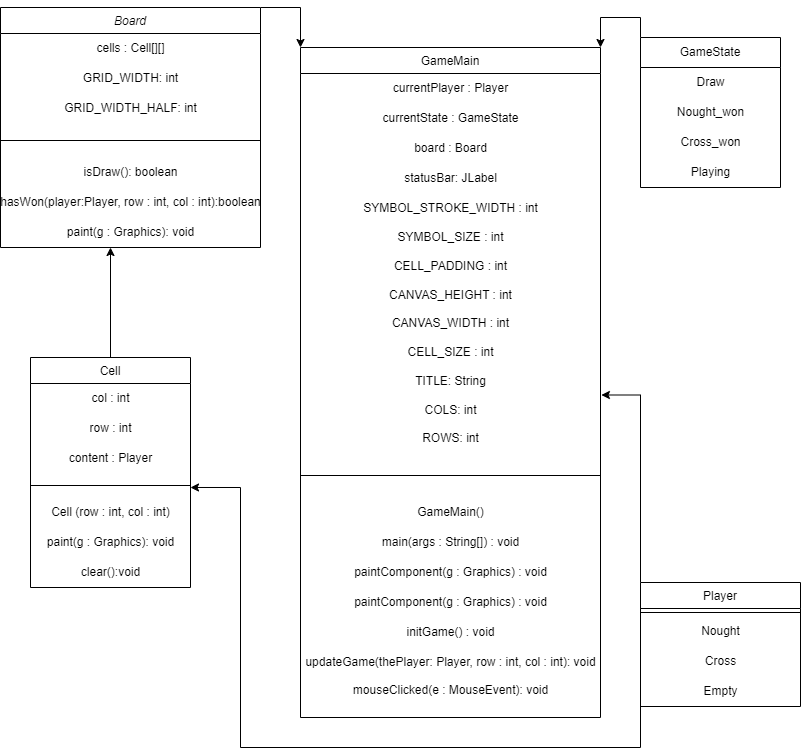 Board
cells : Cell[][]
GRID_WIDTH: int
GRID_WIDTH_HALF: int
isDraw(): boolean
hasWon(player:Player, row : int, col : int):boolean
paint(g : Graphics): void
GameMain
currentPlayer : Player
currentState : GameState
board : Board
statusBar: JLabel
SYMBOL_STROKE_WIDTH : int
SYMBOL_SIZE : int
CELL_PADDING : int
CANVAS_HEIGHT : int
CANVAS_WIDTH : int
CELL_SIZE : int
TITLE: String
COLS: int
ROWS: int
GameMain()
main(args : String[]) : void
paintComponent(g : Graphics) : void
paintComponent(g : Graphics) : void
initGame() : void
updateGame(thePlayer: Player, row : int, col : int): void
mouseClicked(e : MouseEvent): void
GameState
Draw
Nought_won
Cross_won
Playing
Cell
col : int
row : int
content : Player
Cell (row : int, col : int)
paint(g : Graphics): void
clear():void
Player
Nought
Cross
Empty